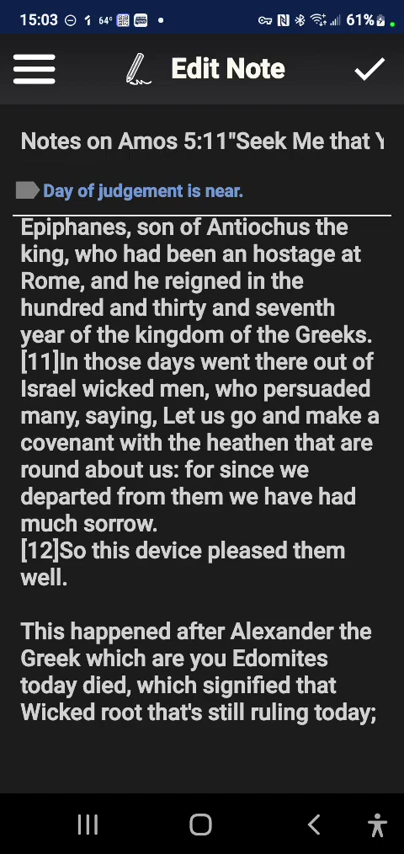 15:03 64° 61%
Edit Note
Notes on Amos 5:11"Seek Me that Y
Day of judgement is near.
Epiphanes, son of Antiochus the
king, who had been an hostage at
Rome, and he reigned in the
hundred and thirty and seventh
year of the kingdom of the Greeks.
[11]In those days went there out of
Israel wicked men, who persuaded
many, saying, Let us go and make a
covenant with the heathen that are
round about us: for since we
departed from them we have had
much sorrow.
[12]So this device pleased them
well.
This happened after Alexander the
Greek which are you Edomites
today died, which signified that
Wicked root that's still ruling today;